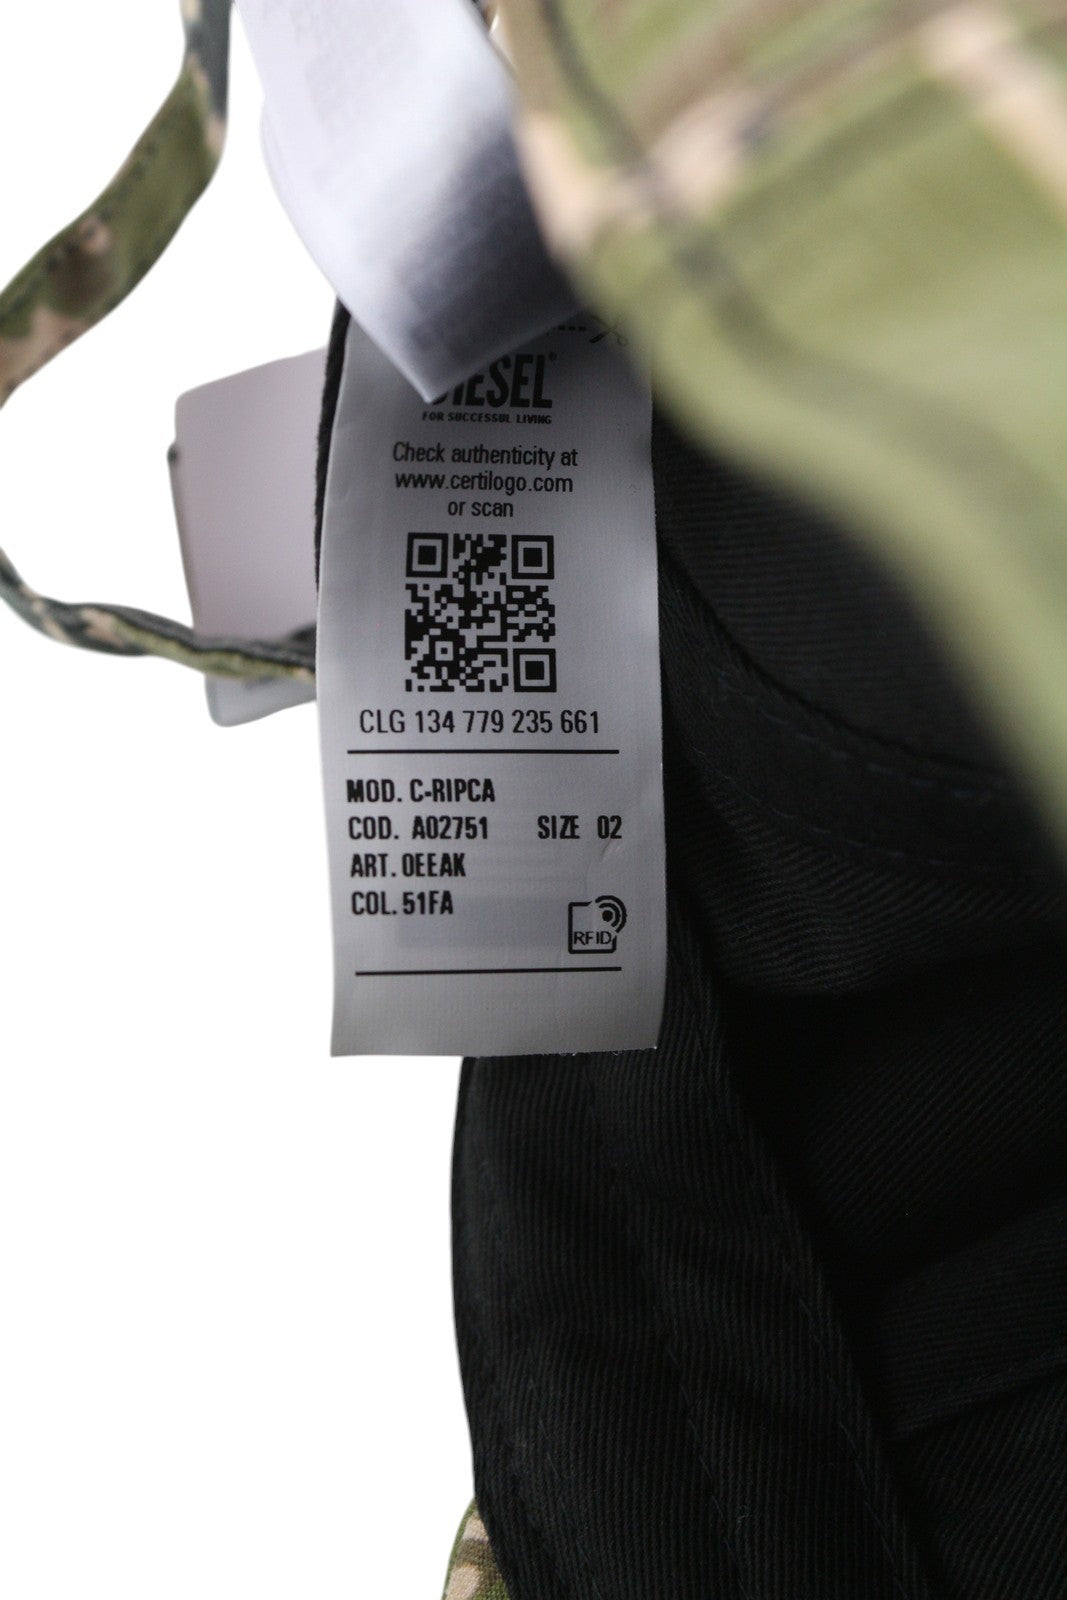 DIESEL®
FOR SUCCESSUL LIVING
Check authenticity at
www.certilogo.com
or scan
CLG 134 779 235 661
MOD. C-RIPCA
COD. A02751 SIZE 02
ART. 0EEAK
COL. 51FA
RFID